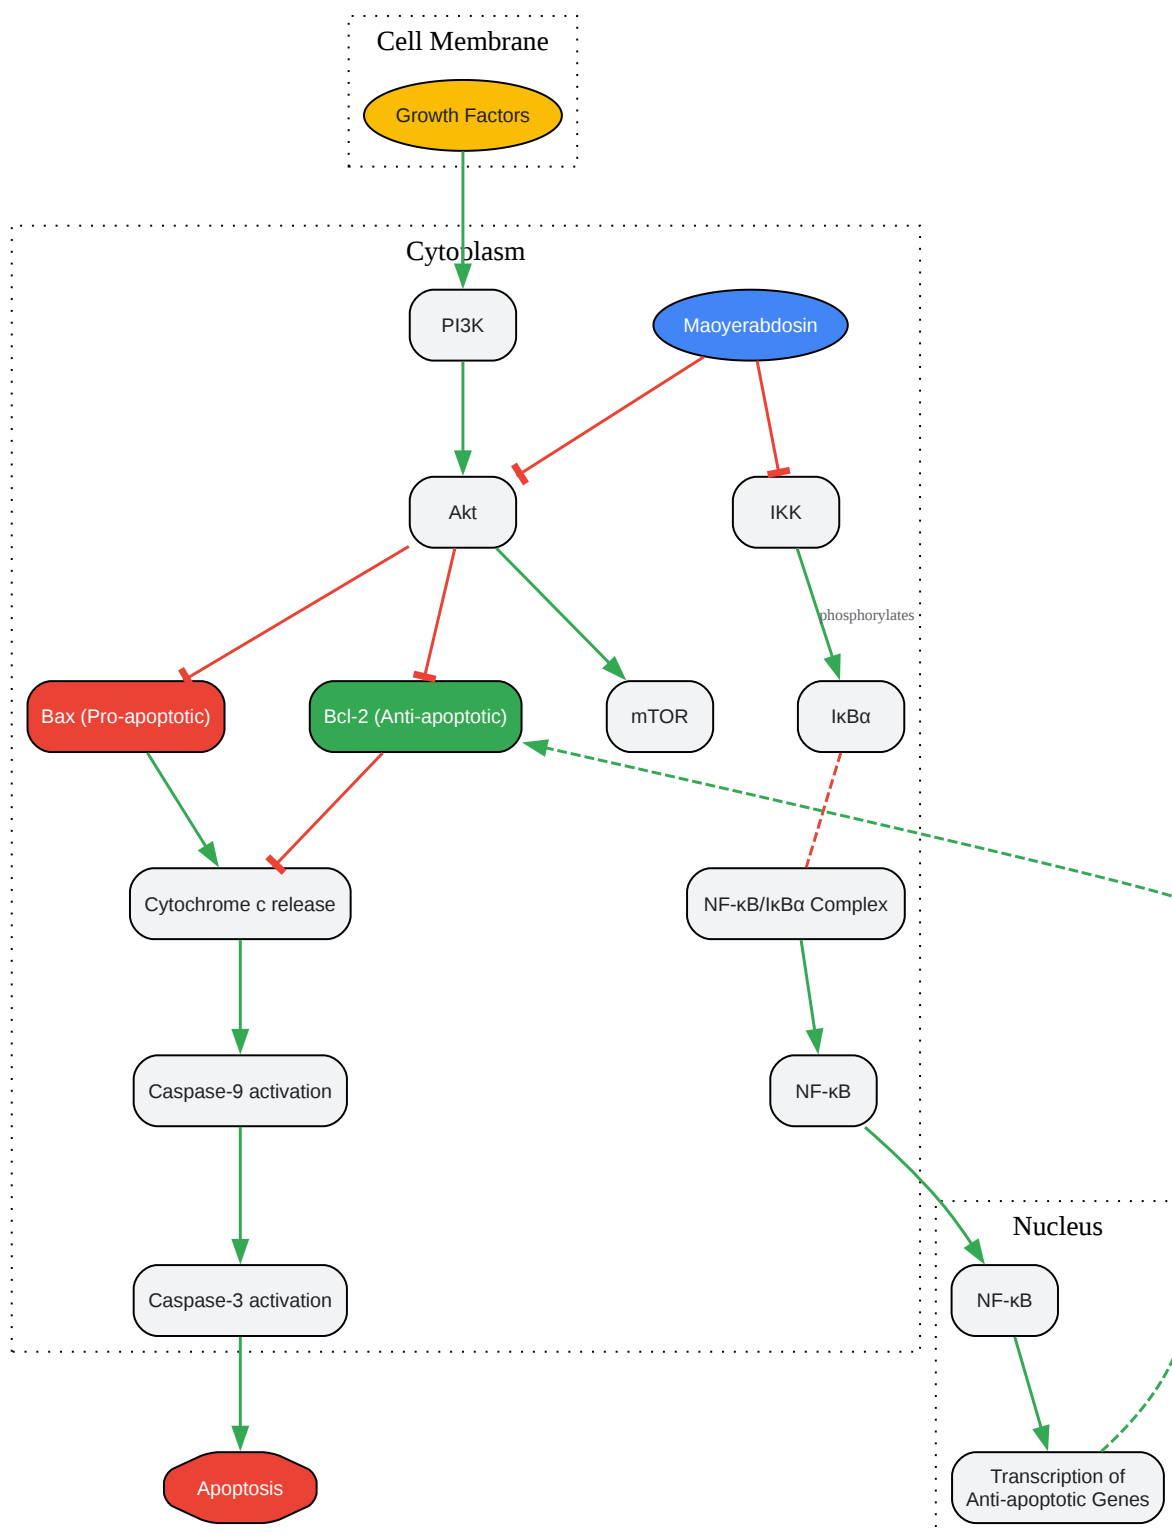 Cell Membrane
Growth Factors
Cytoplasm
PI3K
Maoyerabdosin
Akt
IKK
phosphorylates
Bax (Pro-apoptotic)
Bcl-2 (Anti-apoptotic)
mTOR
IκBα
Cytochrome c release
NF-κB/IκBα Complex
Caspase-9 activation
NF-κB
Nucleus
Caspase-3 activation
NF-κB
Apoptosis
Transcription of
Anti-apoptotic Genes